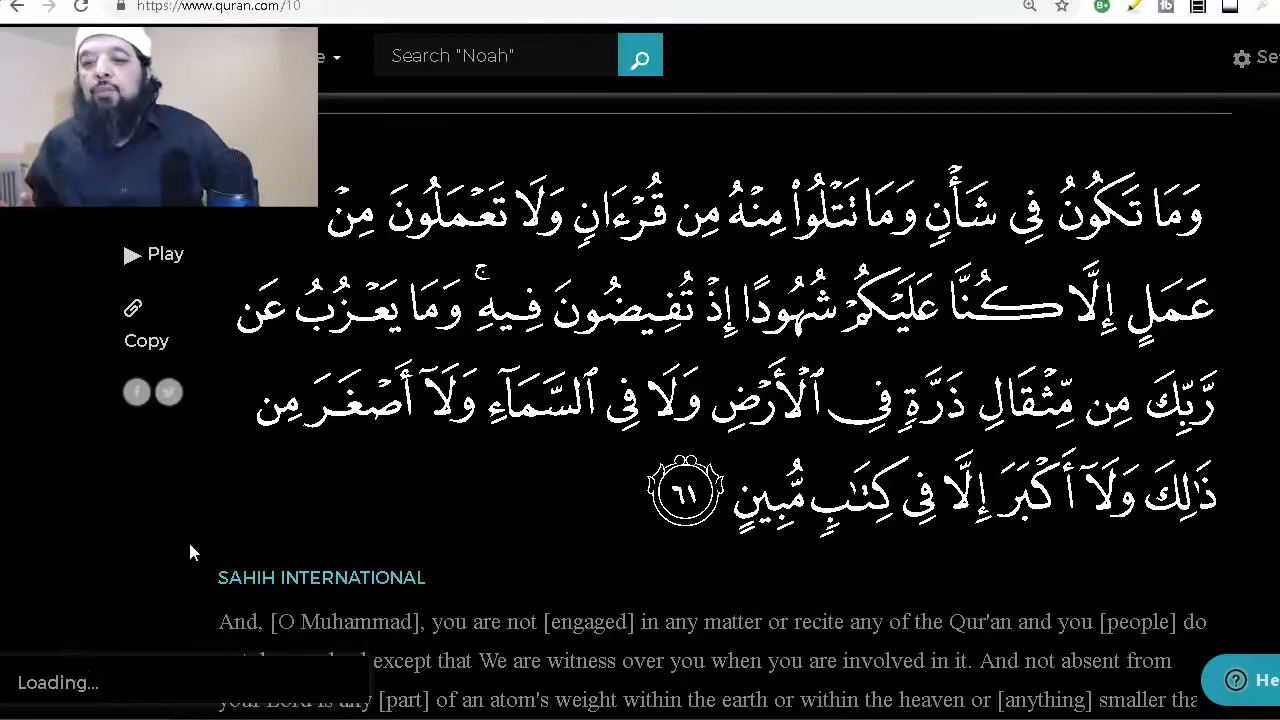 https://www.quran.com/10
Search "Noah"
Play
Copy
وَمَا تَكُونُ فِى شَأْنٍ وَمَا تَتْلُوا۟ مِنْهُ مِن قُرْءَانٍ وَلَا تَعْمَلُونَ مِنْ
عَمَلٍ إِلَّا كُنَّا عَلَيْكُمْ شُهُودًا إِذْ تُفِيضُونَ فِيهِ ۚ وَمَا يَعْزُبُ عَن
رَّبِّكَ مِن مِّثْقَالِ ذَرَّةٍ فِى ٱلْأَرْضِ وَلَا فِى ٱلسَّمَآءِ وَلَآ أَصْغَرَ مِن
ذَٰلِكَ وَلَآ أَكْبَرَ إِلَّا فِى كِتَٰبٍ مُّبِينٍ ٦١
SAHIH INTERNATIONAL
And, [O Muhammad], you are not [engaged] in any matter or recite any of the Qur'an and you [people] do
except that We are witness over you when you are involved in it. And not absent from
your Lord is any [part] of an atom's weight within the earth or within the heaven or [anything] smaller
Loading...